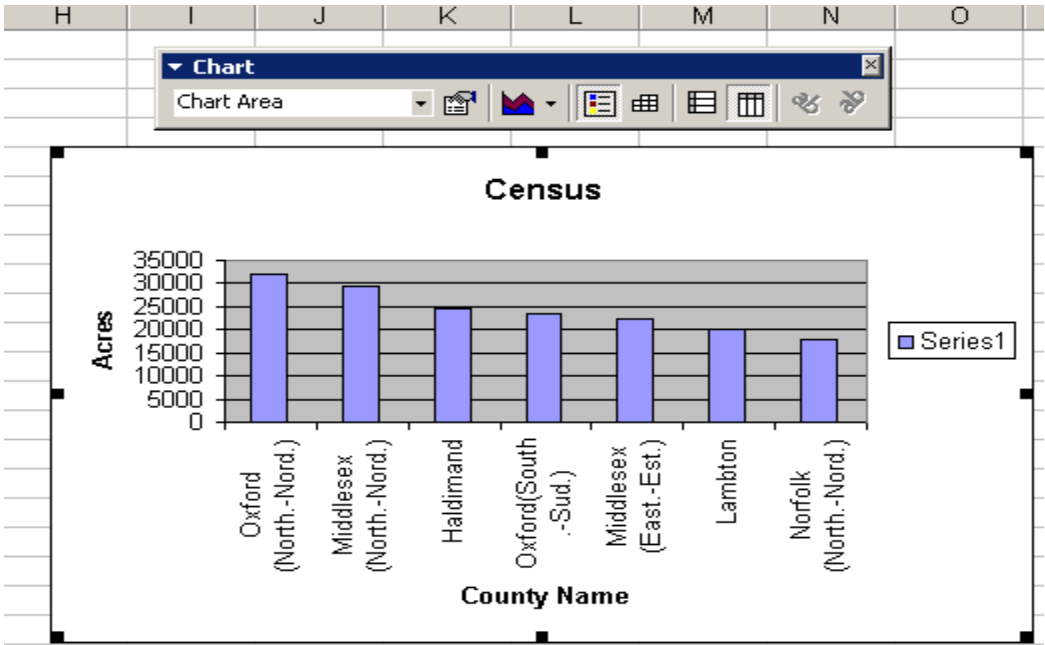 H I J K L M N O
Chart
Chart Area
Census
35000
30000
25000
20000
15000
10000
5000
0
Acres
Series1
Oxford
(North.-Nord.)
Middlesex
(North.-Nord.)
Haldimand
Oxford(South
.-Sud.)
Middlesex
(East.-Est.)
Lambton
Norfolk
(North.-Nord.)
County Name